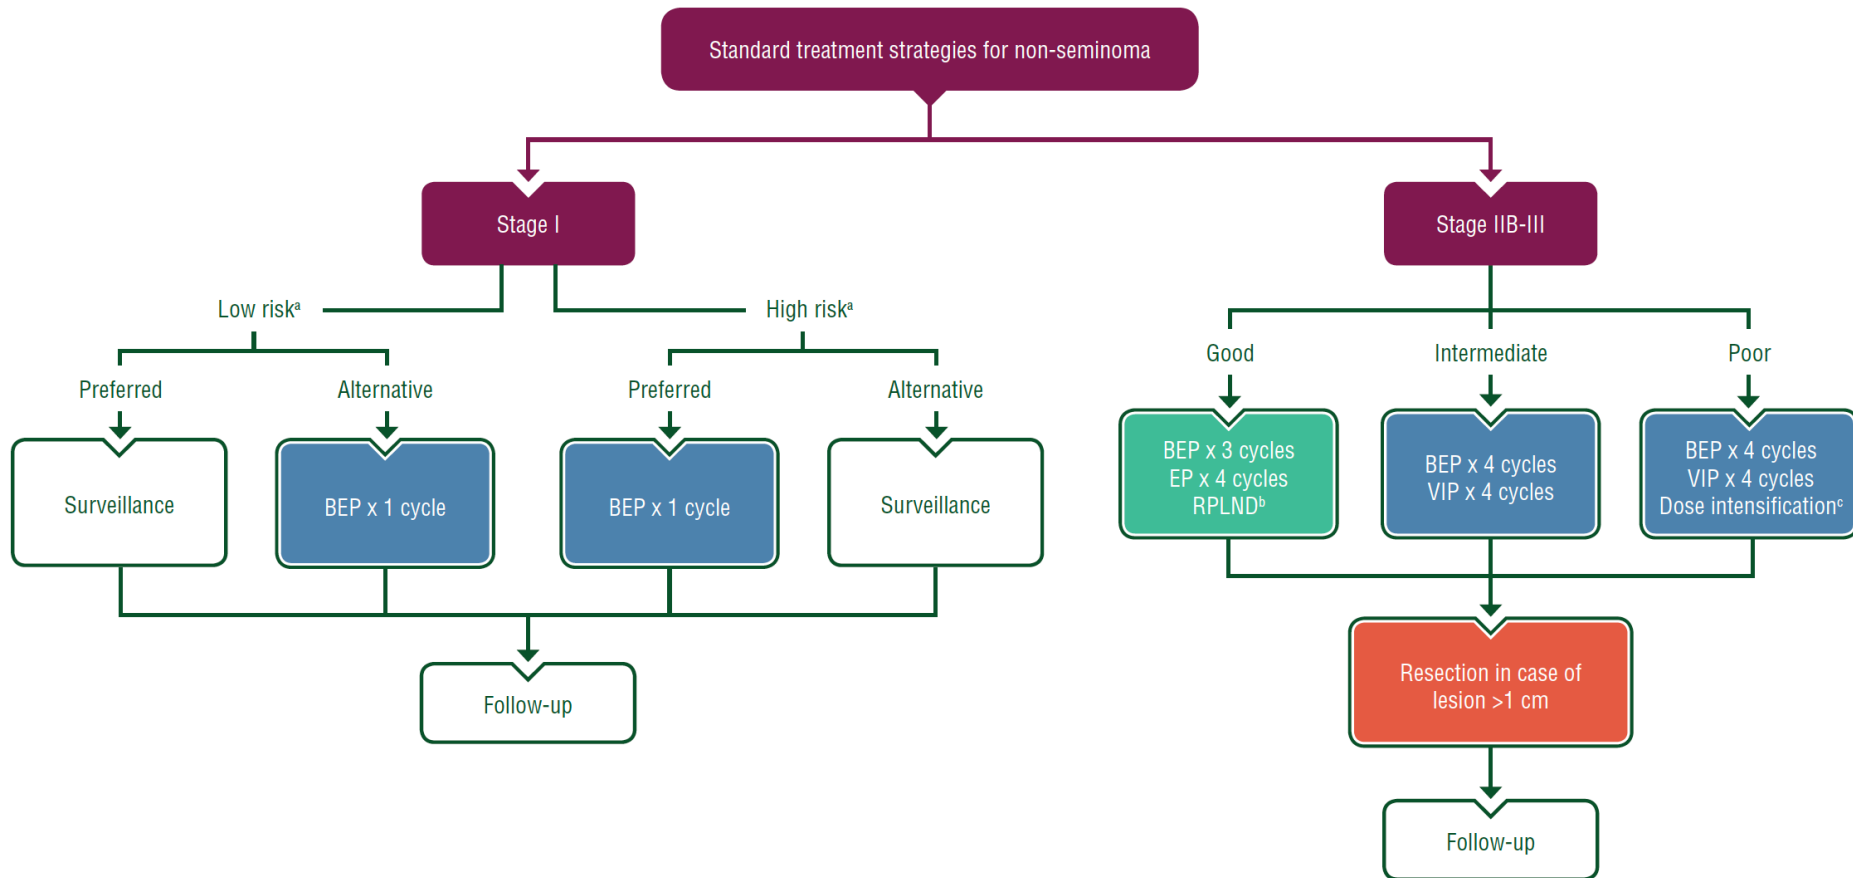 Standard treatment strategies for non-seminoma
Stage I
Stage IIB-III
Low riskᵃ
High riskᵃ
Good
Intermediate
Poor
Preferred
Alternative
Preferred
Alternative
Surveillance
BEP x 1 cycle
BEP x 1 cycle
Surveillance
BEP x 3 cycles
EP x 4 cycles
RPLNDᵇ
BEP x 4 cycles
VIP x 4 cycles
BEP x 4 cycles
VIP x 4 cycles
Dose intensificationᶜ
Follow-up
Resection in case of
lesion >1 cm
Follow-up